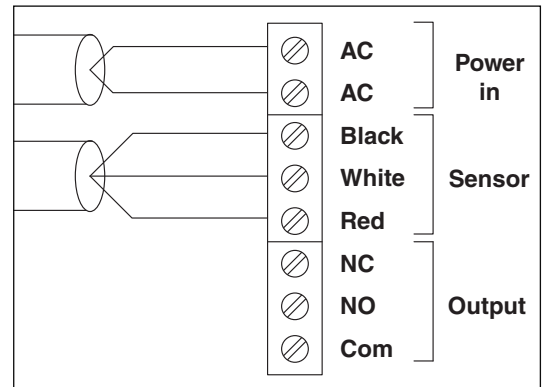 AC
AC
Power
in
Black
White
Red
Sensor
NC
NO
Com
Output